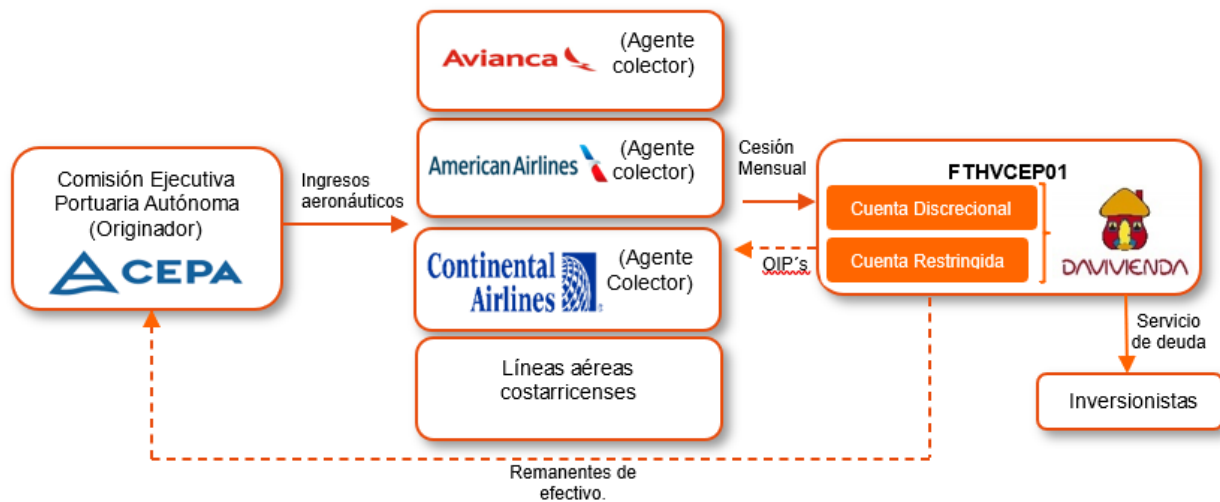 Comisión Ejecutiva
Portuaria Autónoma
(Originador)
CEPA
Ingresos
aeronáuticos
Avianca
(Agente
colector)
American Airlines
(Agente
colector)
Continental
Airlines
(Agente
Colector)
Líneas aéreas
costarricenses
Cesión
Mensual
OIP´s
FTHVCEP01
Cuenta Discrecional
Cuenta Restringida
DAVIVIENDA
Servicio
de deuda
Inversionistas
Remanentes de
efectivo.